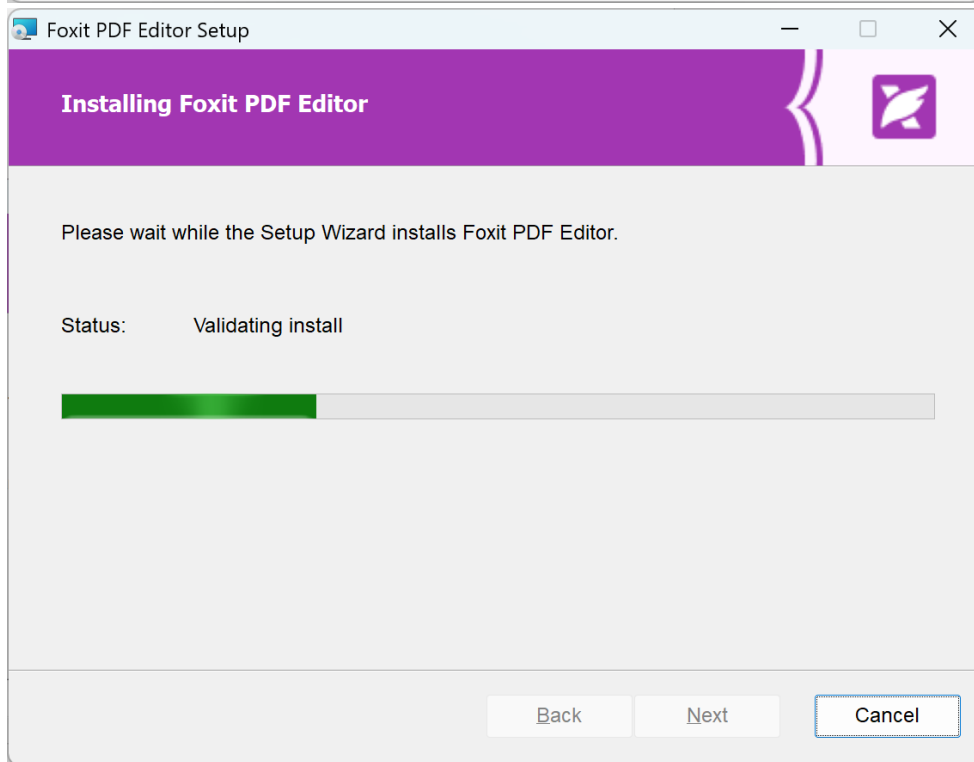 Foxit PDF Editor Setup
Installing Foxit PDF Editor
Please wait while the Setup Wizard installs Foxit PDF Editor.
Status: Validating install
Back Next Cancel